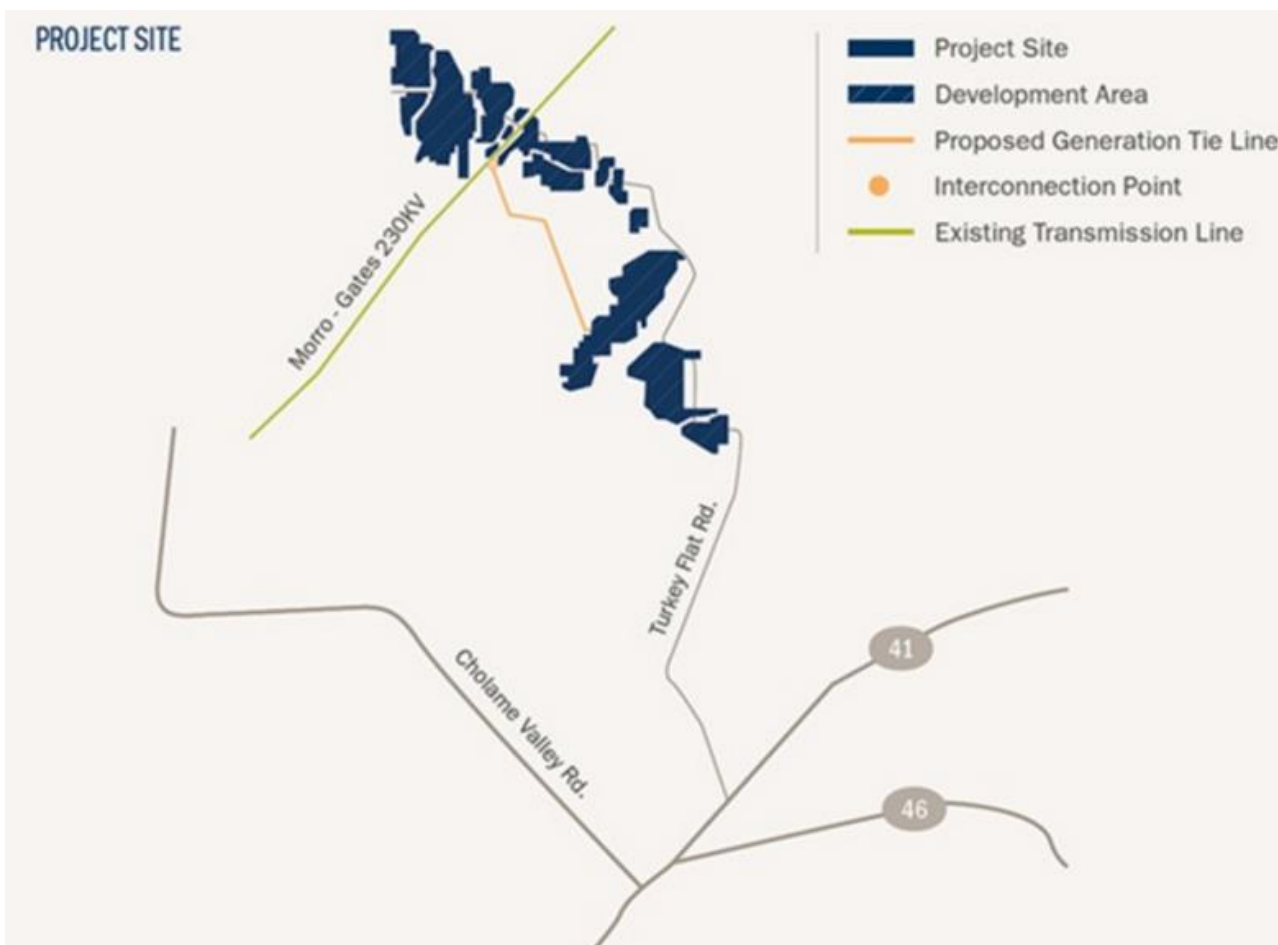 PROJECT SITE
Project Site
Development Area
Proposed Generation Tie Line
Interconnection Point
Existing Transmission Line
Morro - Gates 230KV
Turkey Flat Rd.
41
Cholame Valley Rd.
46